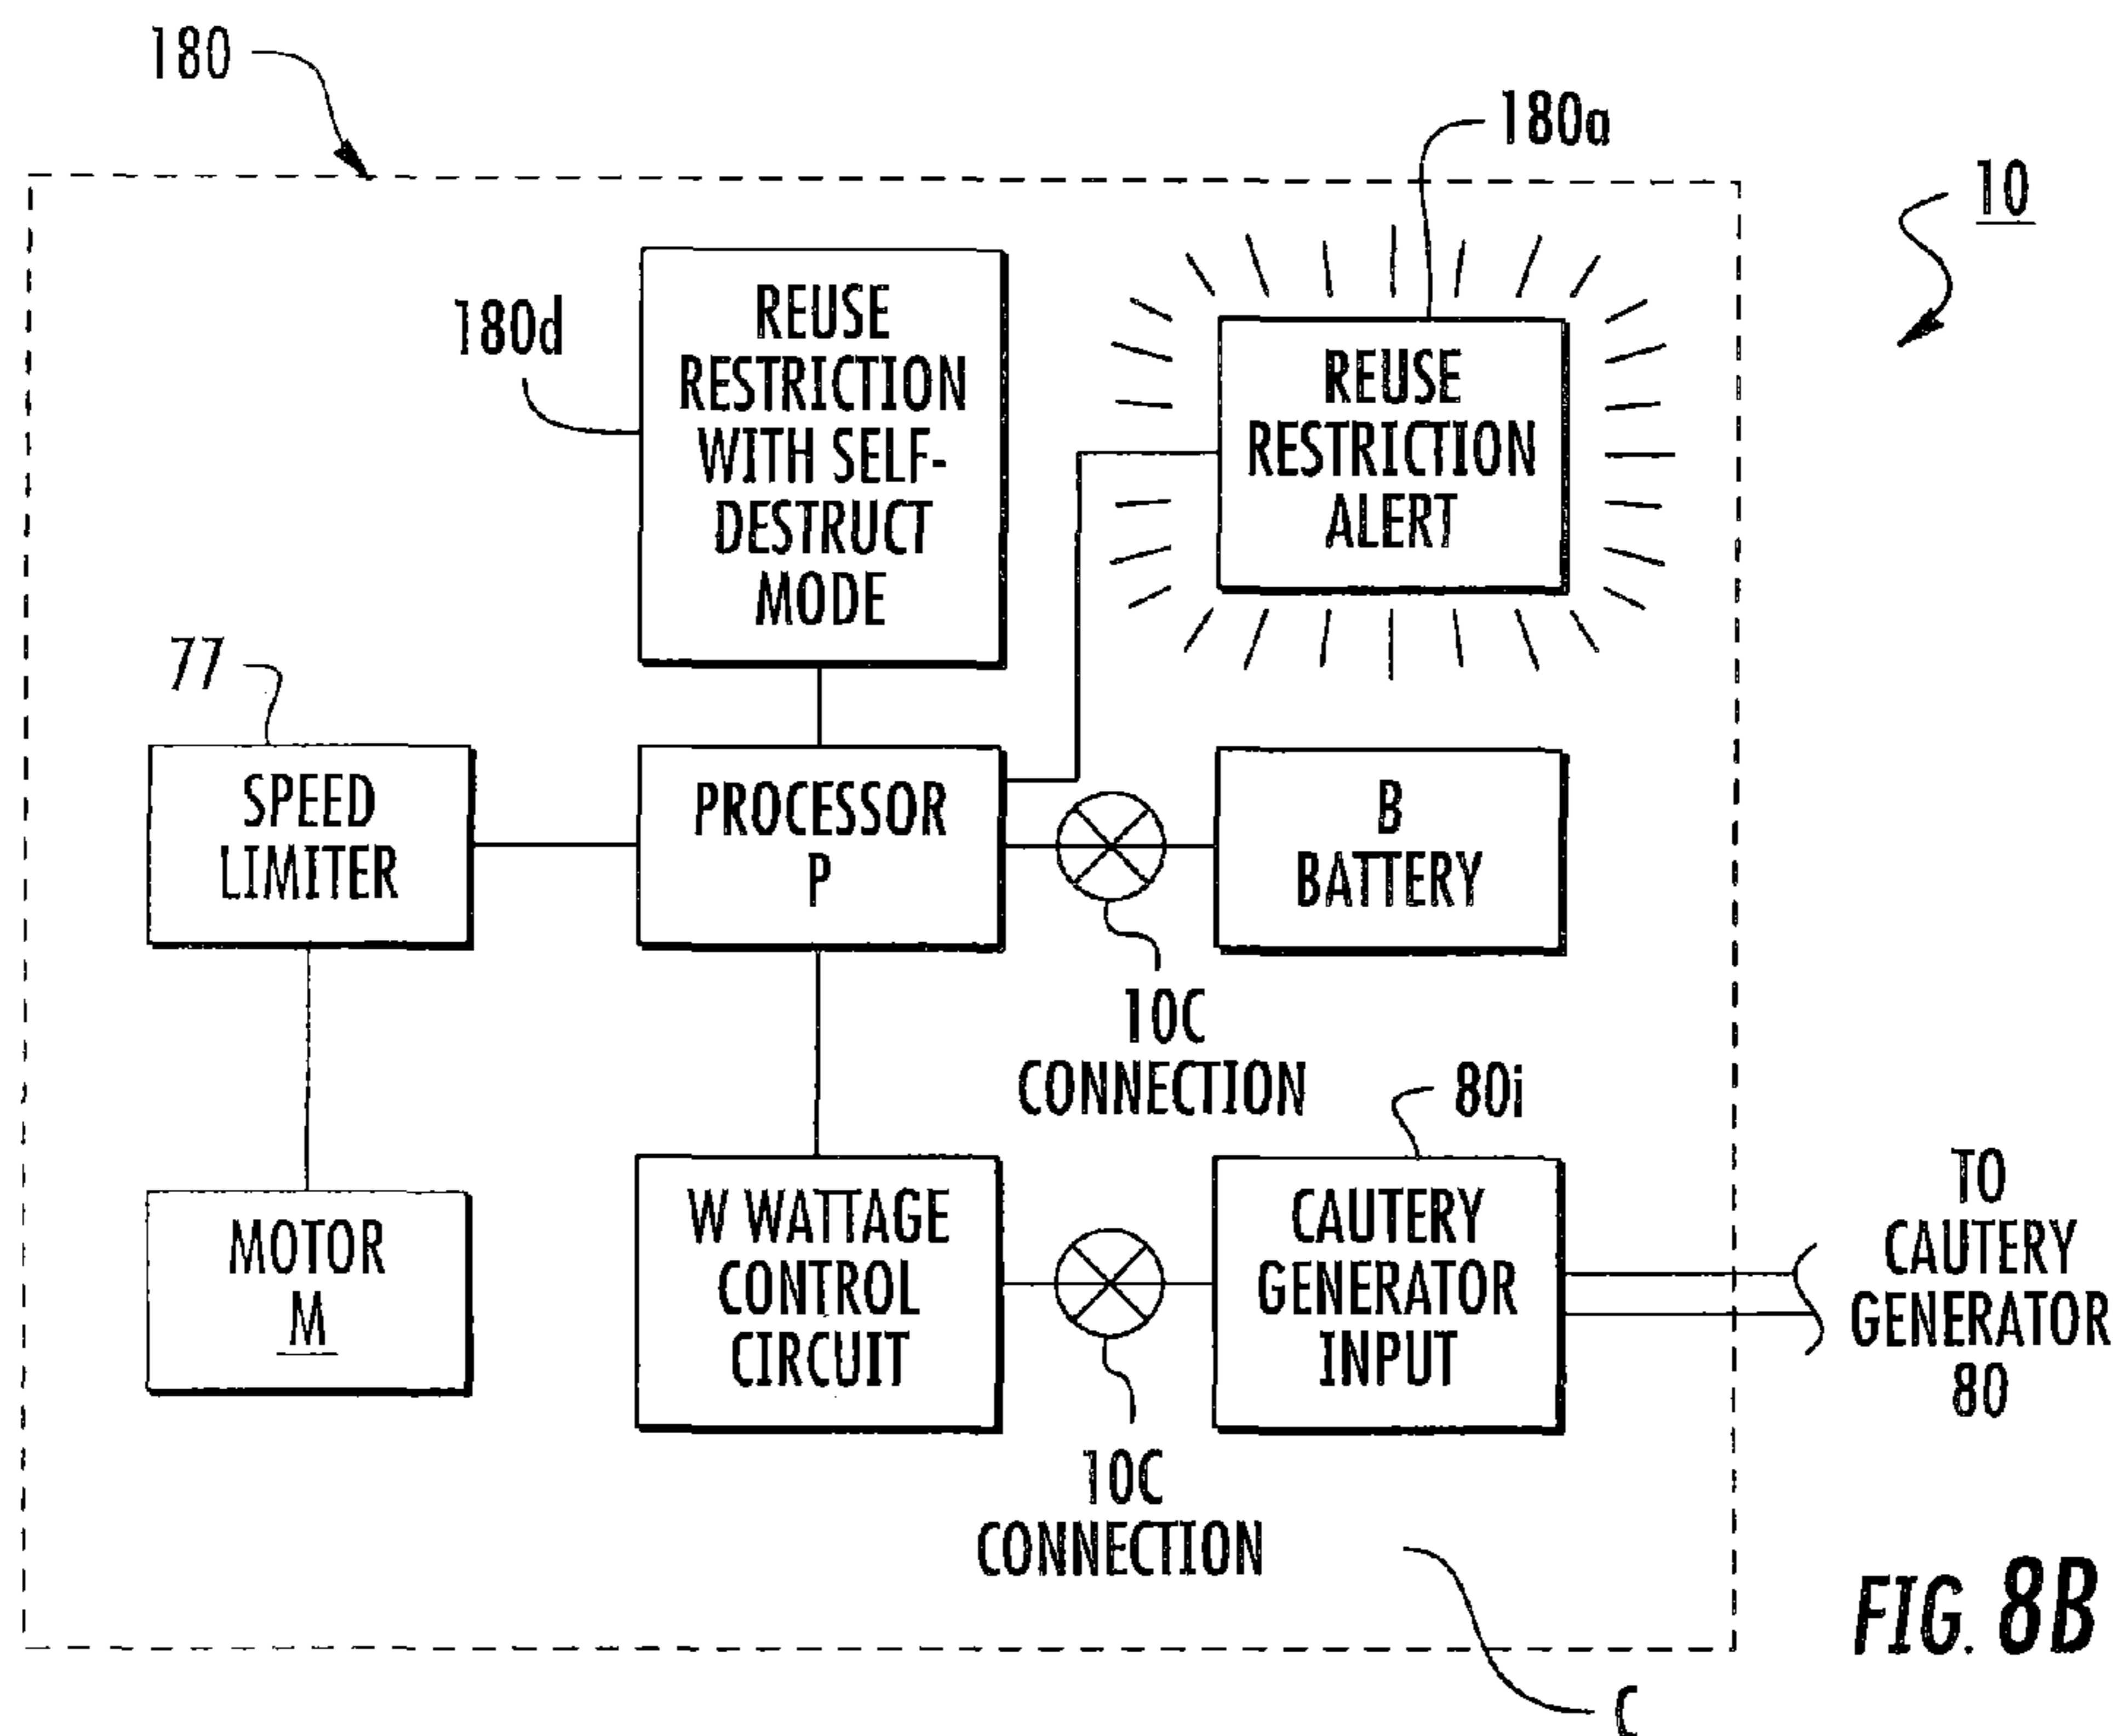 180
180a
10
180d
REUSE
RESTRICTION
WITH SELF-
DESTRUCT
MODE
REUSE
RESTRICTION
ALERT
77
SPEED
LIMITER
PROCESSOR
P
B
BATTERY
10C
CONNECTION
80i
MOTOR
M
W WATTAGE
CONTROL
CIRCUIT
CAUTERY
GENERATOR
INPUT
TO
CAUTERY
GENERATOR
80
10C
CONNECTION
C
FIG. 8B